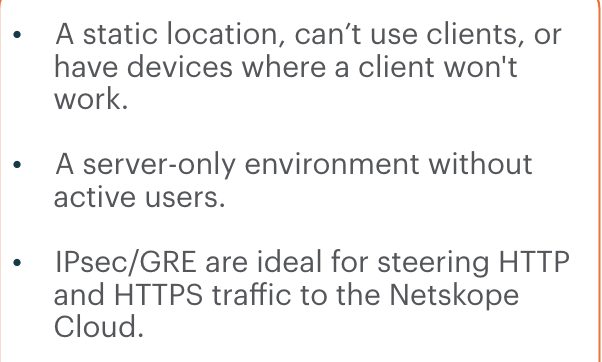 • A static location, can’t use clients, or
have devices where a client won't
work.
• A server-only environment without
active users.
• IPsec/GRE are ideal for steering HTTP
and HTTPS traffic to the Netskope
Cloud.